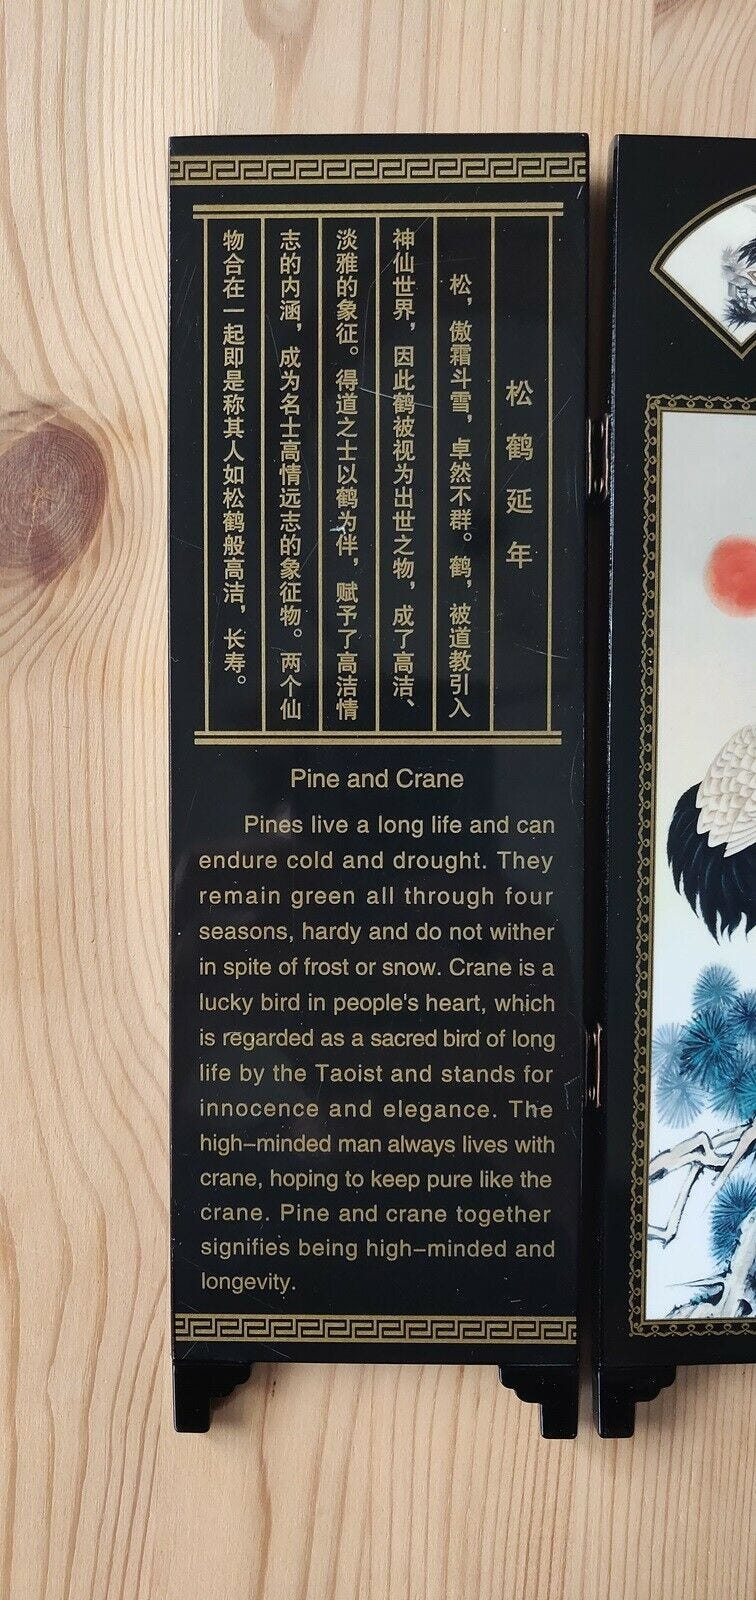 松鹤延年
松，傲霜斗雪，卓然不群。鹤，被道教引入
神仙世界，因此鹤被视为出世之物，成了高洁、
淡雅的象征。得道之士以鹤为伴，赋予了高洁情
志的内涵，成为名士高情远志的象征物。两个仙
物合在一起即是称其人如松鹤般高洁，长寿。
Pine and Crane
Pines live a long life and can
endure cold and drought. They
remain green all through four
seasons, hardy and do not wither
in spite of frost or snow. Crane is a
lucky bird in people's heart, which
is regarded as a sacred bird of long
life by the Taoist and stands for
innocence and elegance. The
high-minded man always lives with
crane, hoping to keep pure like the
crane. Pine and crane together
signifies being high-minded and
longevity.